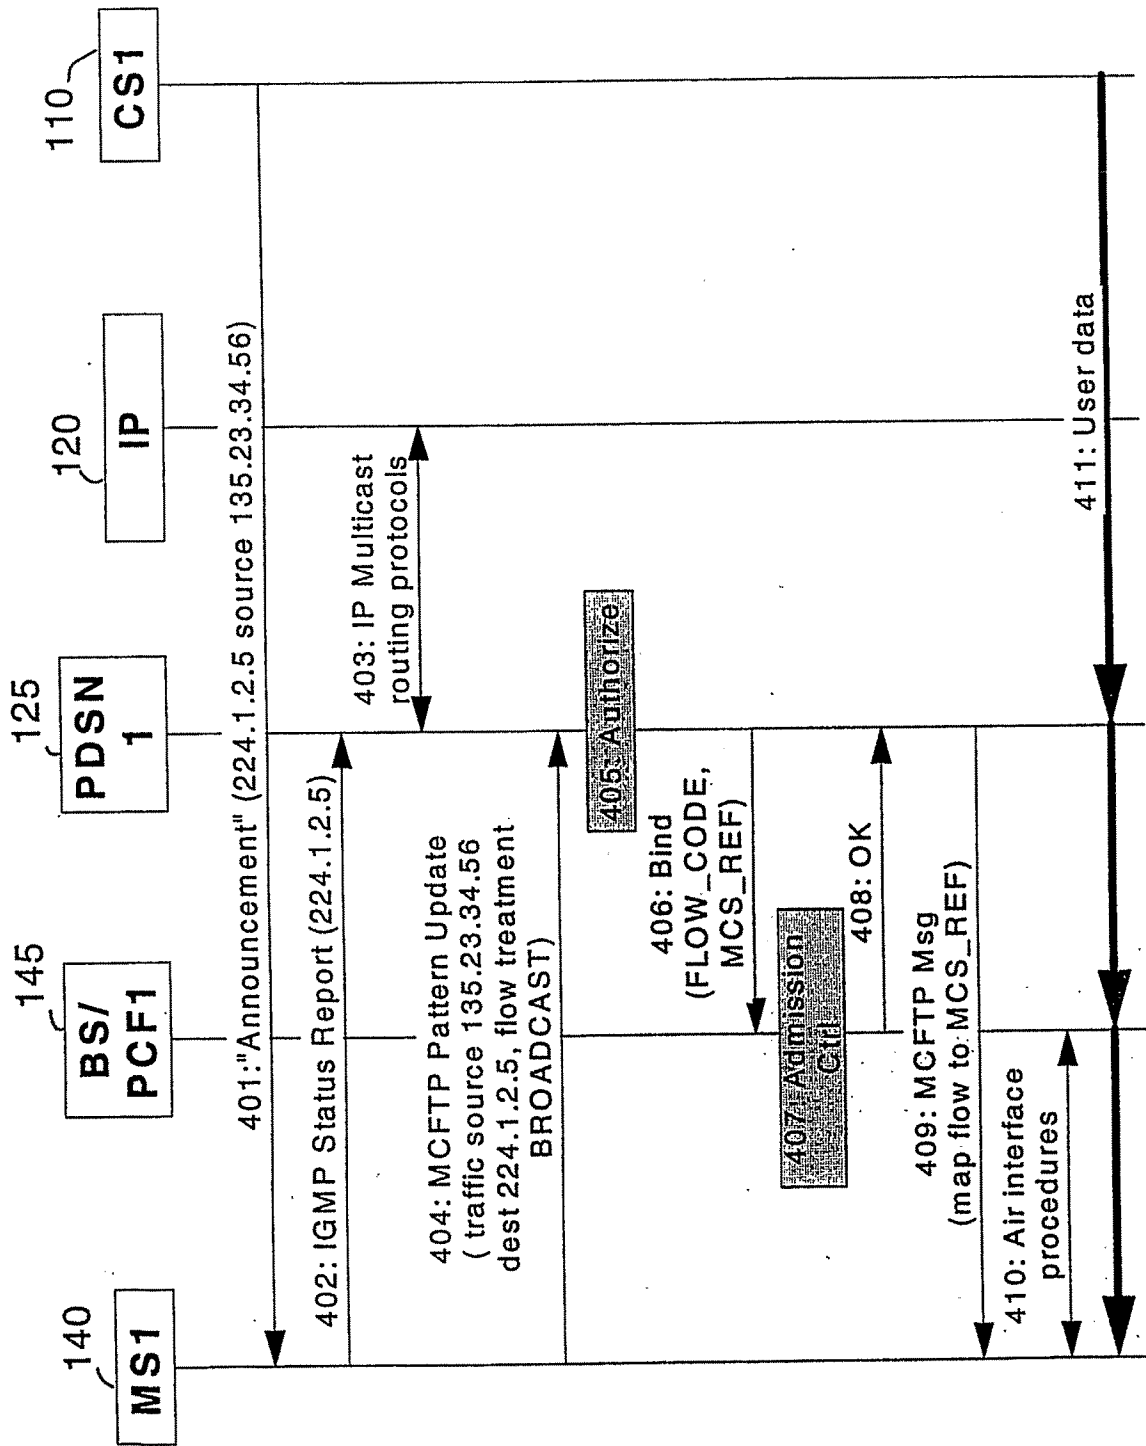 140
145
125
120
110
MS1
BS/
PCF1
PDSN
1
IP
CS1
401:"Announcement" (224.1.2.5 source 135.23.34.56)
402: IGMP Status Report (224.1.2.5)
403: IP Multicast
routing protocols
404: MCFTP Pattern Update
( traffic source 135.23.34.56
dest 224.1.2.5, flow treatment
BROADCAST)
405: Authorize
406: Bind
(FLOW_CODE,
MCS_REF)
407: Admission
Ctrl
408: OK
409: MCFTP Msg
(map flow to MCS_REF)
410: Air interface
procedures
411: User data